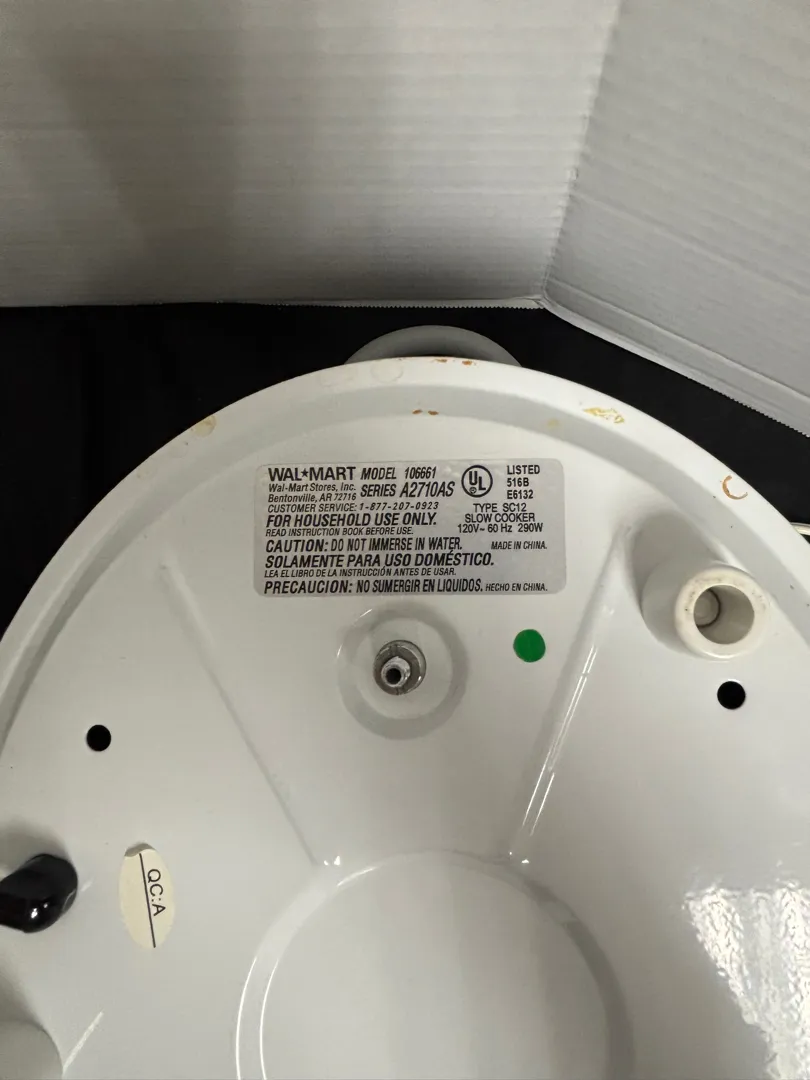 WAL★MART MODEL 106661
Wal-Mart Stores, Inc. SERIES A2710AS
Bentonville, AR 72716
CUSTOMER SERVICE: 1-877-207-0923
FOR HOUSEHOLD USE ONLY.
READ INSTRUCTION BOOK BEFORE USE.
CAUTION: DO NOT IMMERSE IN WATER.
UL
LISTED
516B
E6132
TYPE SC12
SLOW COOKER
120V~ 60 Hz 290W
MADE IN CHINA.
SOLAMENTE PARA USO DOMÉSTICO.
LEA EL LIBRO DE LA INSTRUCCIÓN ANTES DE USAR.
PRECAUCION: NO SUMERGIR EN LIQUIDOS. HECHO EN CHINA.
QC:A